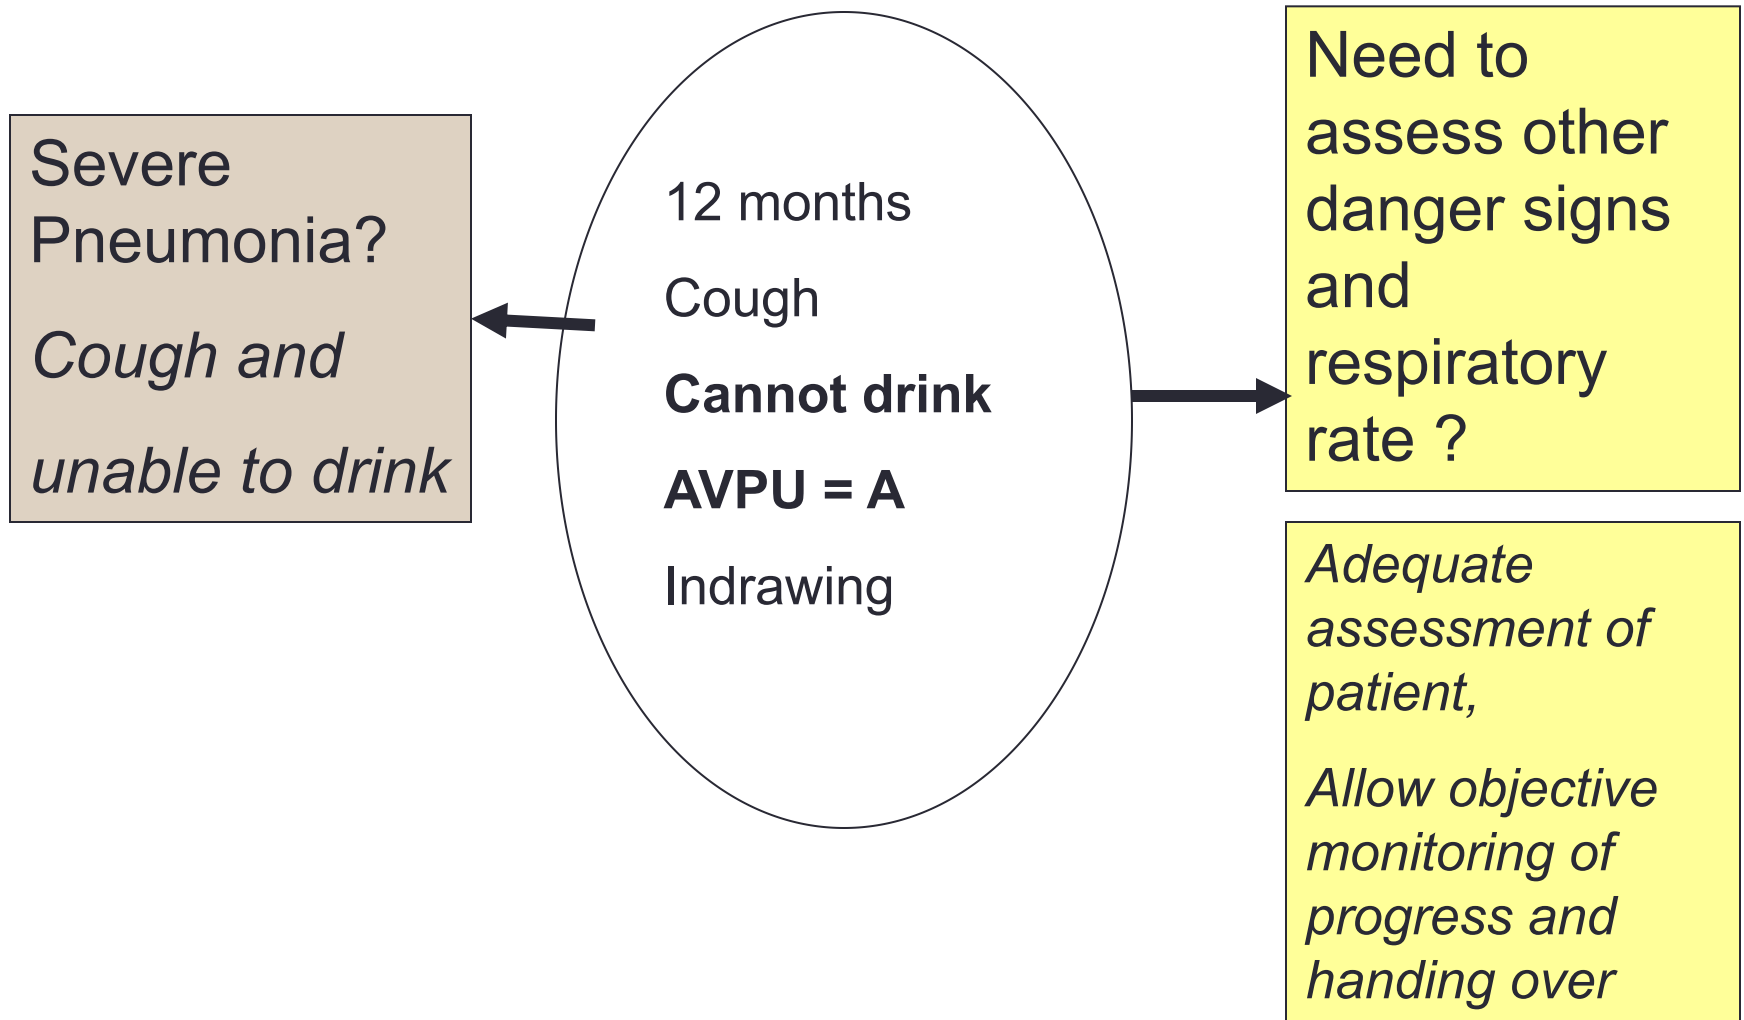 Severe
Pneumonia?
Cough and
unable to drink
12 months
Cough
Cannot drink
AVPU = A
Indrawing
Need to
assess other
danger signs
and
respiratory
rate ?
Adequate
assessment of
patient,
Allow objective
monitoring of
progress and
handing over